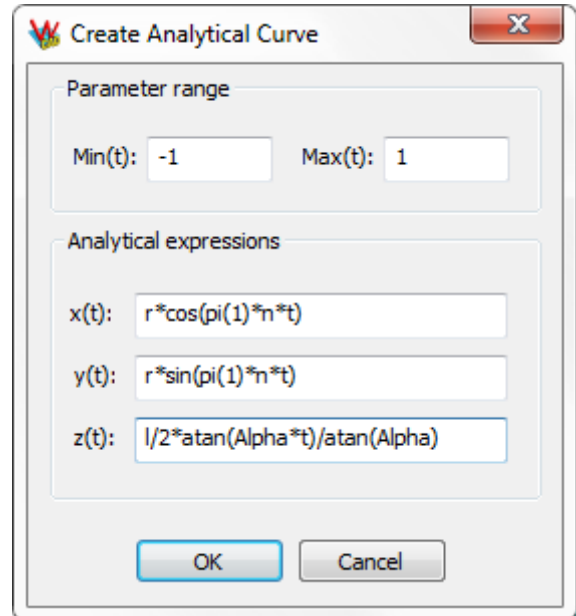 Create Analytical Curve
Parameter range
Min(t): -1 Max(t): 1
Analytical expressions
x(t): r*cos(pi(1)*n*t)
y(t): r*sin(pi(1)*n*t)
z(t): l/2*atan(Alpha*t)/atan(Alpha)
OK Cancel